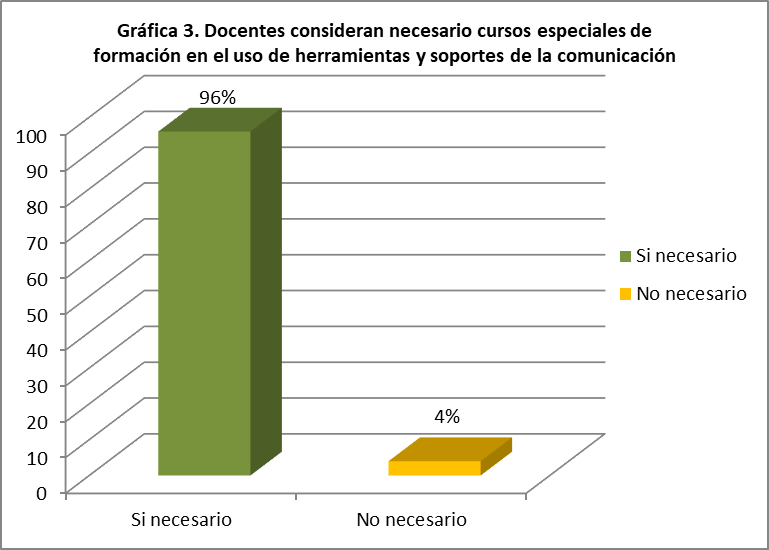 Gráfica 3. Docentes consideran necesario cursos especiales de
formación en el uso de herramientas y soportes de la comunicación
96%
100
90
80
70
60
50
40
30
20
10
0
4%
Si necesario
No necesario
Si necesario
No necesario